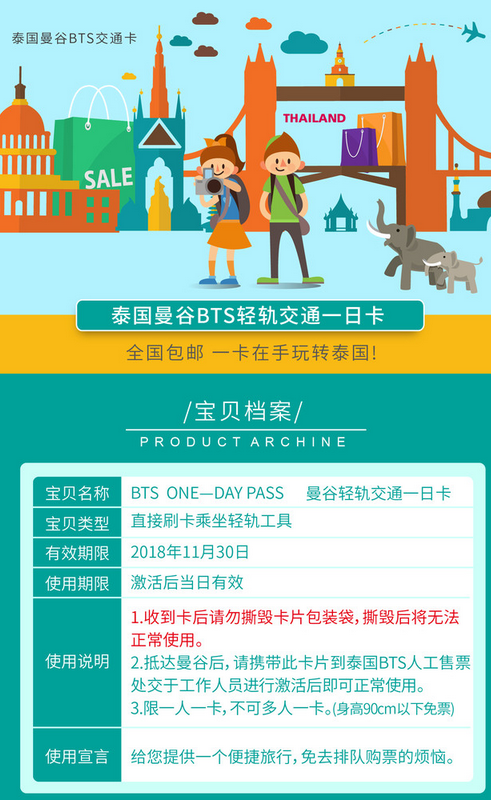 泰国曼谷BTS交通卡
THAILAND
SALE
泰国曼谷BTS轻轨交通一日卡
全国包邮 一卡在手玩转泰国!
/宝贝档案/
PRODUCT ARCHINE
宝贝名称 BTS ONE—DAY PASS 曼谷轻轨交通一日卡
宝贝类型 直接刷卡乘坐轻轨工具
有效期限 2018年11月30日
使用期限 激活后当日有效
使用说明
1.收到卡后请勿撕毁卡片包装袋，撕毁后将无法
正常使用。
2.抵达曼谷后，请携带此卡片到泰国BTS人工售票
处交于工作人员进行激活后即可正常使用。
3.限一人一卡，不可多人一卡。(身高90cm以下免票)
使用宣言 给您提供一个便捷旅行，免去排队购票的烦恼。